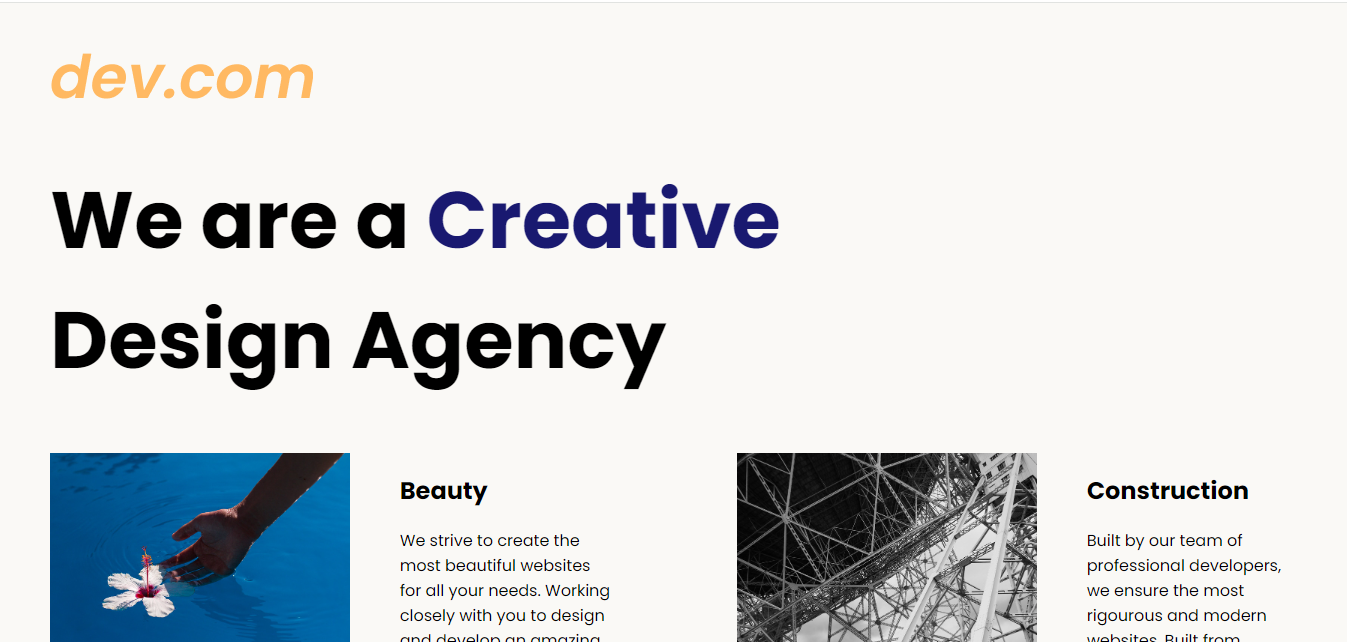 dev.com
We are a Creative
Design Agency
Beauty
We strive to create the
most beautiful websites
for all your needs. Working
closely with you to design
and develop an amazing
Construction
Built by our team of
professional developers,
we ensure the most
rigourous and modern
websites. Built from